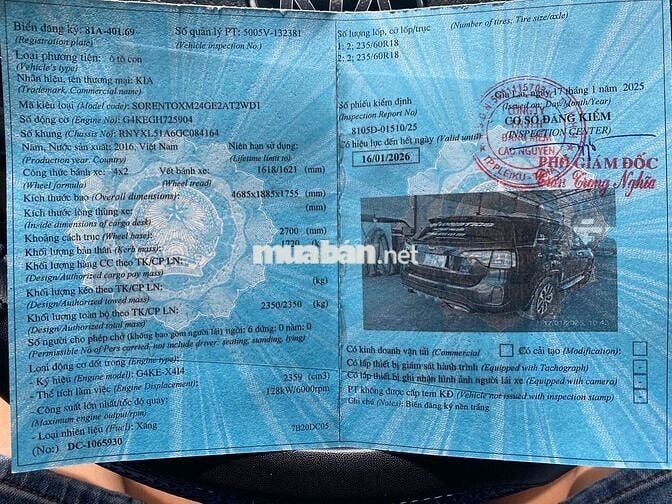 Biển đăng ký: 81A-401.69
(Registration plate)
Số quản lý PT: 5005V-132381
(Vehicle inspection No.)
Loại phương tiện: ô tô con
(Vehicle's type)
Nhãn hiệu, tên thương mại: KIA
(Trademark, Commercial name)
Mã kiểu loại (Model code): SORENTOXM24GE2AT2WD1
Số động cơ (Engine No): G4KEGH725904
Số khung (Chassis No): RNYXL51A6GC084164
Năm, Nước sản xuất: 2016, Việt Nam
(Production year. Country)
Niên hạn sử dụng:
(Lifetime limit to)
Công thức bánh xe: 4x2
(Wheel formula)
Vết bánh xe: 1618/1621 (mm)
(Wheel tread)
Kích thước bao (Overall dimensions): 4685x1885x1755 (mm)
Kích thước lòng thùng xe: (mm)
(Inside dimensions of cargo desk)
Khoảng cách trục (Wheel base): 2700 (mm)
Khối lượng bản thân (Kerb mass): 1720 kg
Khối lượng hàng CC theo TK/CP LN:
(Design/Authorized cargo pay mass)
Khối lượng kéo theo TK/CP LN: (kg)
(Design/Authorized towed mass)
Khối lượng toàn bộ theo TK/CP LN: 2350/2350 (kg)
(Design/Authorized total mass)
Số người cho phép chở (không bao gồm người lái) ngồi: 6 đứng: 0 nằm: 0
(Permissible No of Pers carried, not include driver: seating, standing, lying)
Loại động cơ đốt trong (Engine type):
- Ký hiệu (Engine model): G4KE-X414
- Thể tích làm việc (Engine Displacement): 2359 (cm3)
- Công suất lớn nhất/tốc độ quay: 128kW/6000rpm
(Maximum engine output/rpm)
- Loại nhiên liệu (Fuel): Xăng
(No:) DC-1065930
7B20DC05
Số lượng lốp, cỡ lốp/trục
(Number of tires; Tire size/axle)
1: 2; 235/60R18
2: 2; 235/60R18
Gia Lai, ngày 17 tháng 1 năm 2025
(Issued on: Day/Month/Year)
Số phiếu kiểm định
(Inspection Report No)
8105D-01510/25
CƠ SỞ ĐĂNG KIỂM
(INSPECTION CENTER)
Có hiệu lực đến hết ngày (Valid until)
16/01/2026
CÔNG TY
CAO NGUYÊN
PHÓ GIÁM ĐỐC
Trần Trọng Nghĩa
muaban.net
Có kinh doanh vận tải (Commercial
Có cải tạo (Modification):
Có lắp thiết bị giám sát hành trình (Equipped with Tachograph)
Có lắp thiết bị ghi nhận hình ảnh người lái xe (Equipped with camera)
PT không được cấp tem KĐ (Vehicle not issued with inspection stamp)
Ghi chú (Notes): Biển đăng ký nền trắng